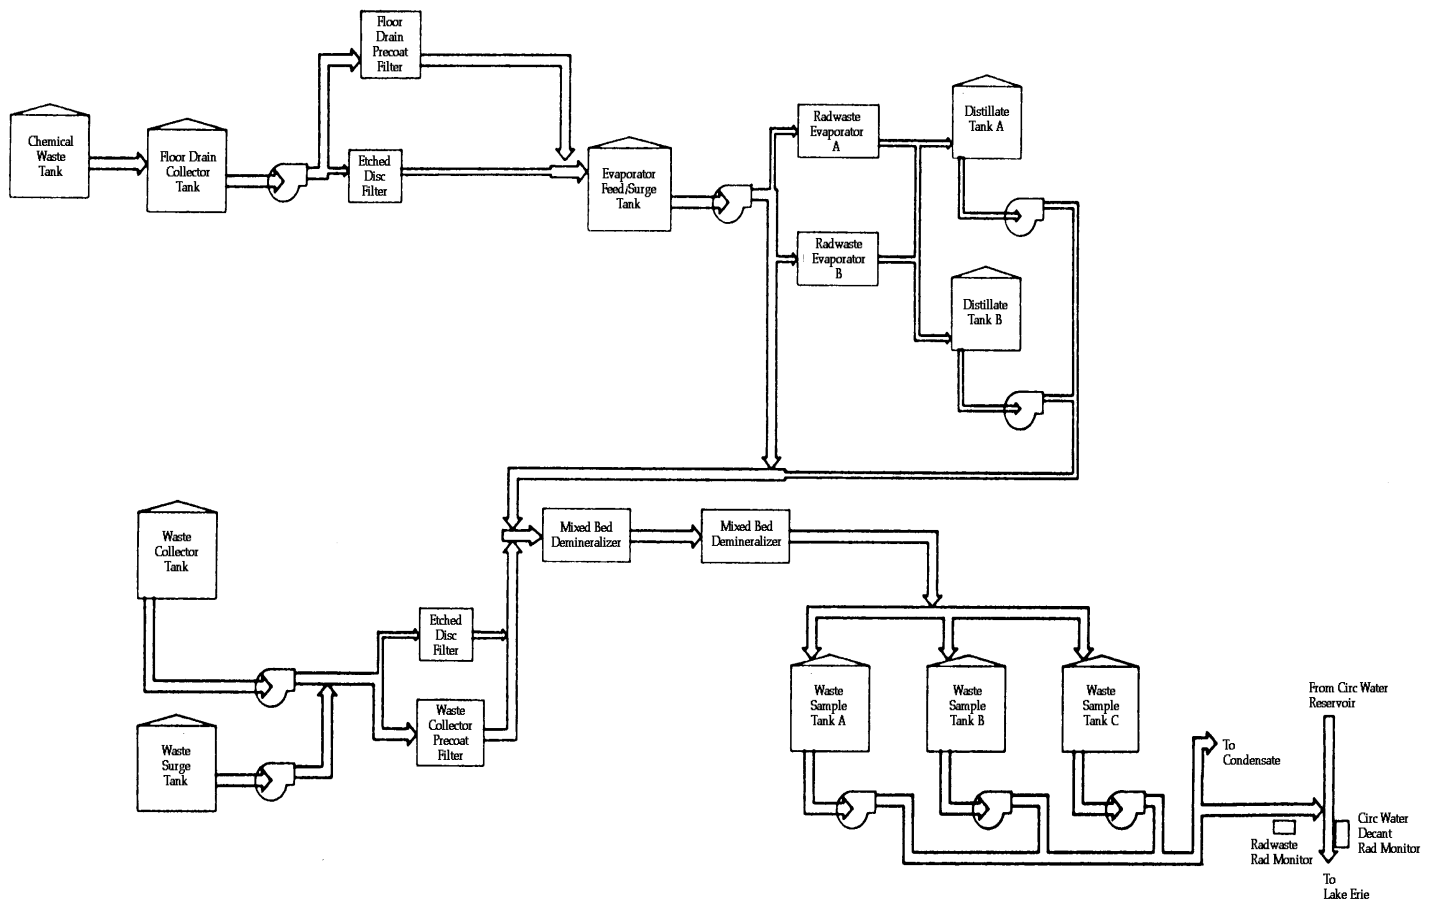 Floor
Drain
Precoat
Filter
Chemical
Waste
Tank
Floor Drain
Collector
Tank
Etched
Disc
Filter
Evaporator
Feed/Surge
Tank
Radwaste
Evaporator
A
Distillate
Tank A
Radwaste
Evaporator
B
Distillate
Tank B
Waste
Collector
Tank
Mixed Bed
Demineralizer
Mixed Bed
Demineralizer
Etched
Disc
Filter
Waste
Collector
Precoat
Filter
Waste
Surge
Tank
Waste
Sample
Tank A
Waste
Sample
Tank B
Waste
Sample
Tank C
From Circ Water
Reservoir
To
Condensate
Radwaste
Rad Monitor
Circ Water
Decant
Rad Monitor
To
Lake Erie